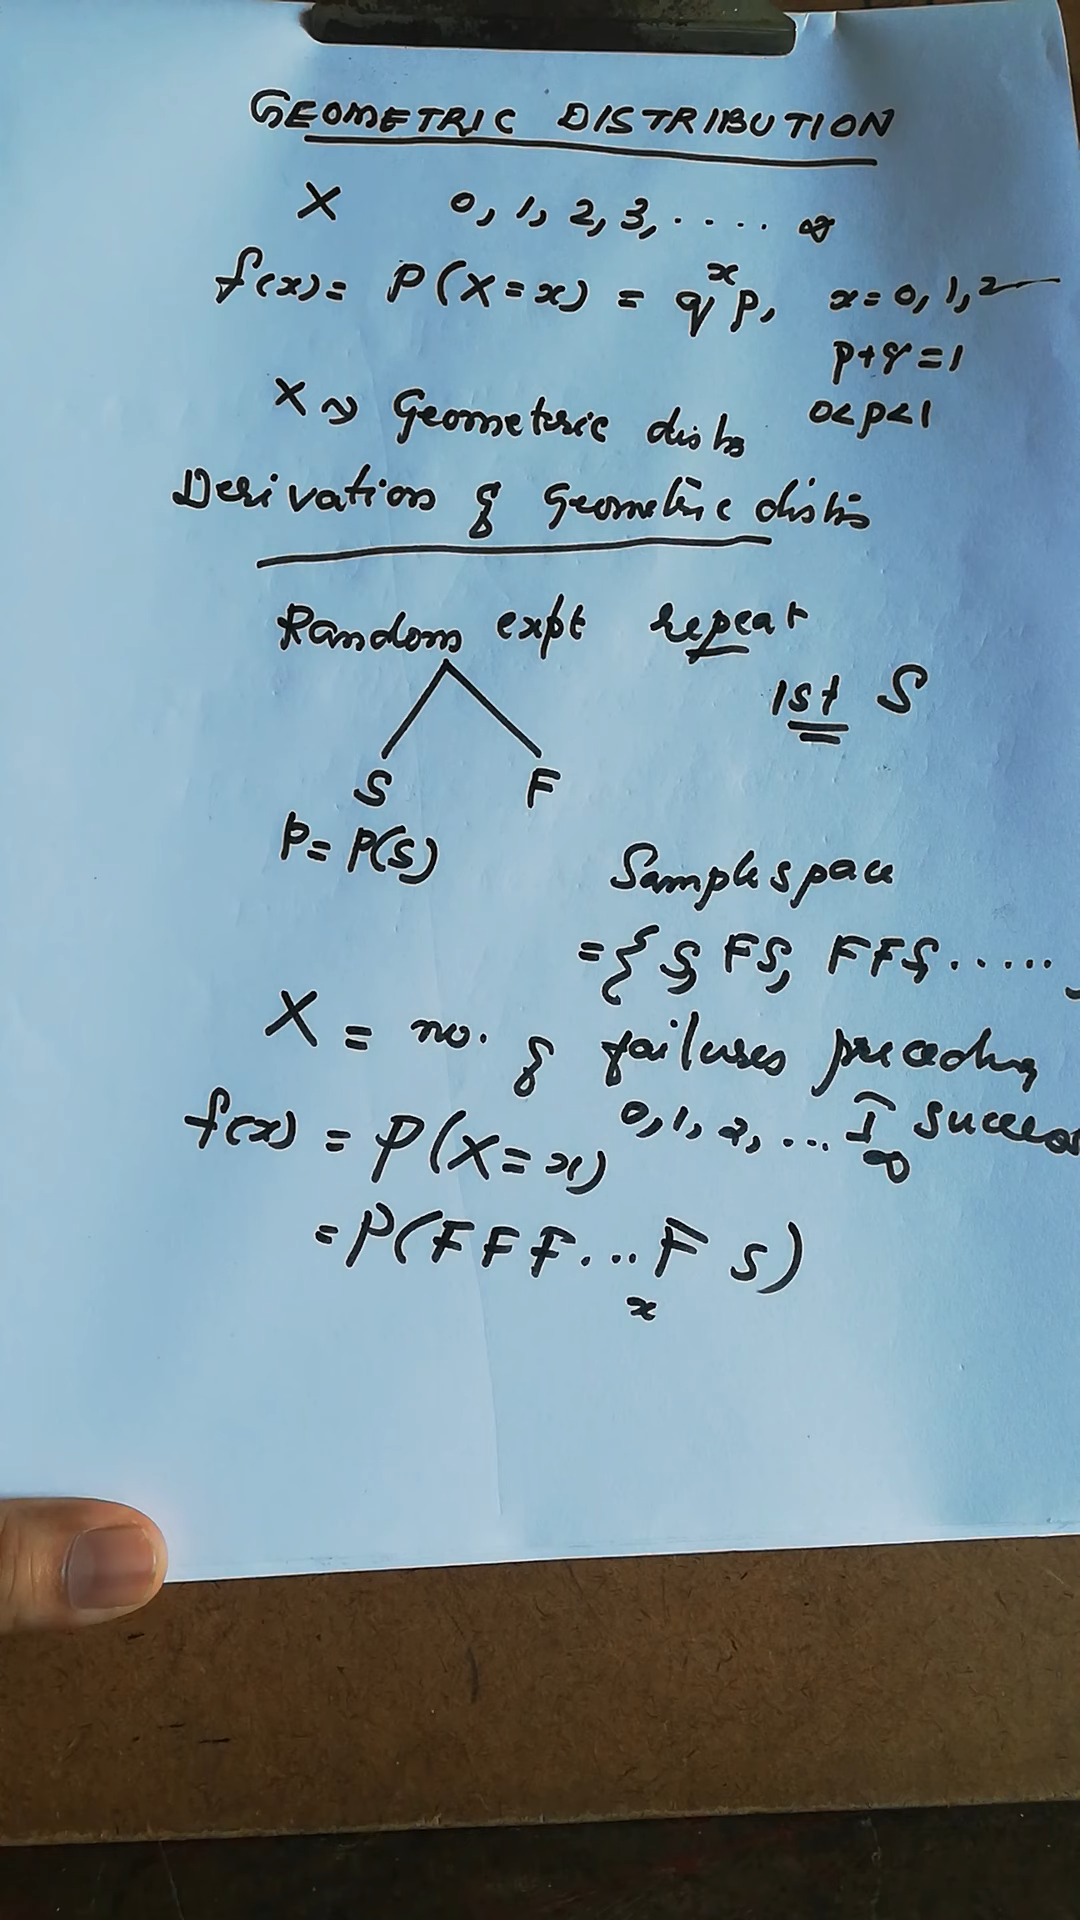 GEOMETRIC DISTRIBUTION
X 0, 1, 2, 3, ..... ∞
f(x) = P(X=x) = qˣp, x=0, 1, 2
p+q=1
X ~ Geometric distn 0<p<1
Derivation of Geometric distn
Random expt repeat
1st S
S F
P = P(S)
Sample space
= { S, FS, FFS, .....
X = no. of failures preceding
0, 1, 2, ... ∞ I success
f(x) = P(X=x)
= P(F F F ... F S)
x